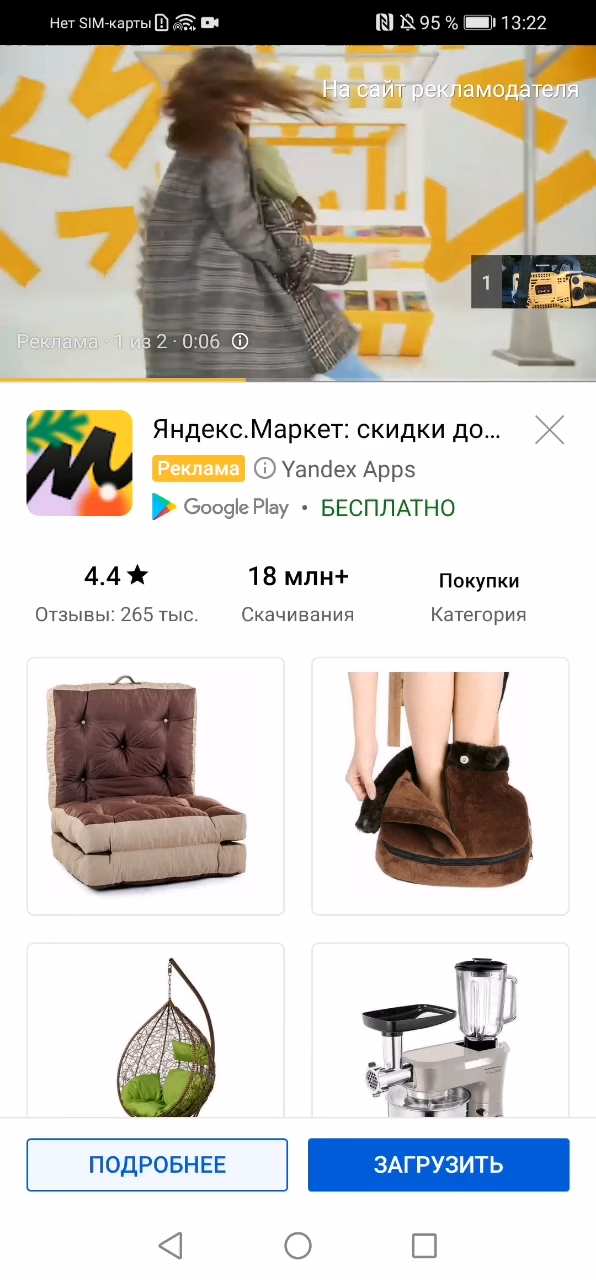 Нет SIM-карты 95 % 13:22
На сайт рекламодателя
1
Реклама · 1 из 2 · 0:06
Яндекс.Маркет: скидки до...
Реклама Yandex Apps
Google Play • БЕСПЛАТНО
4.4★ 18 млн+ Покупки
Отзывы: 265 тыс. Скачивания Категория
ПОДРОБНЕЕ ЗАГРУЗИТЬ